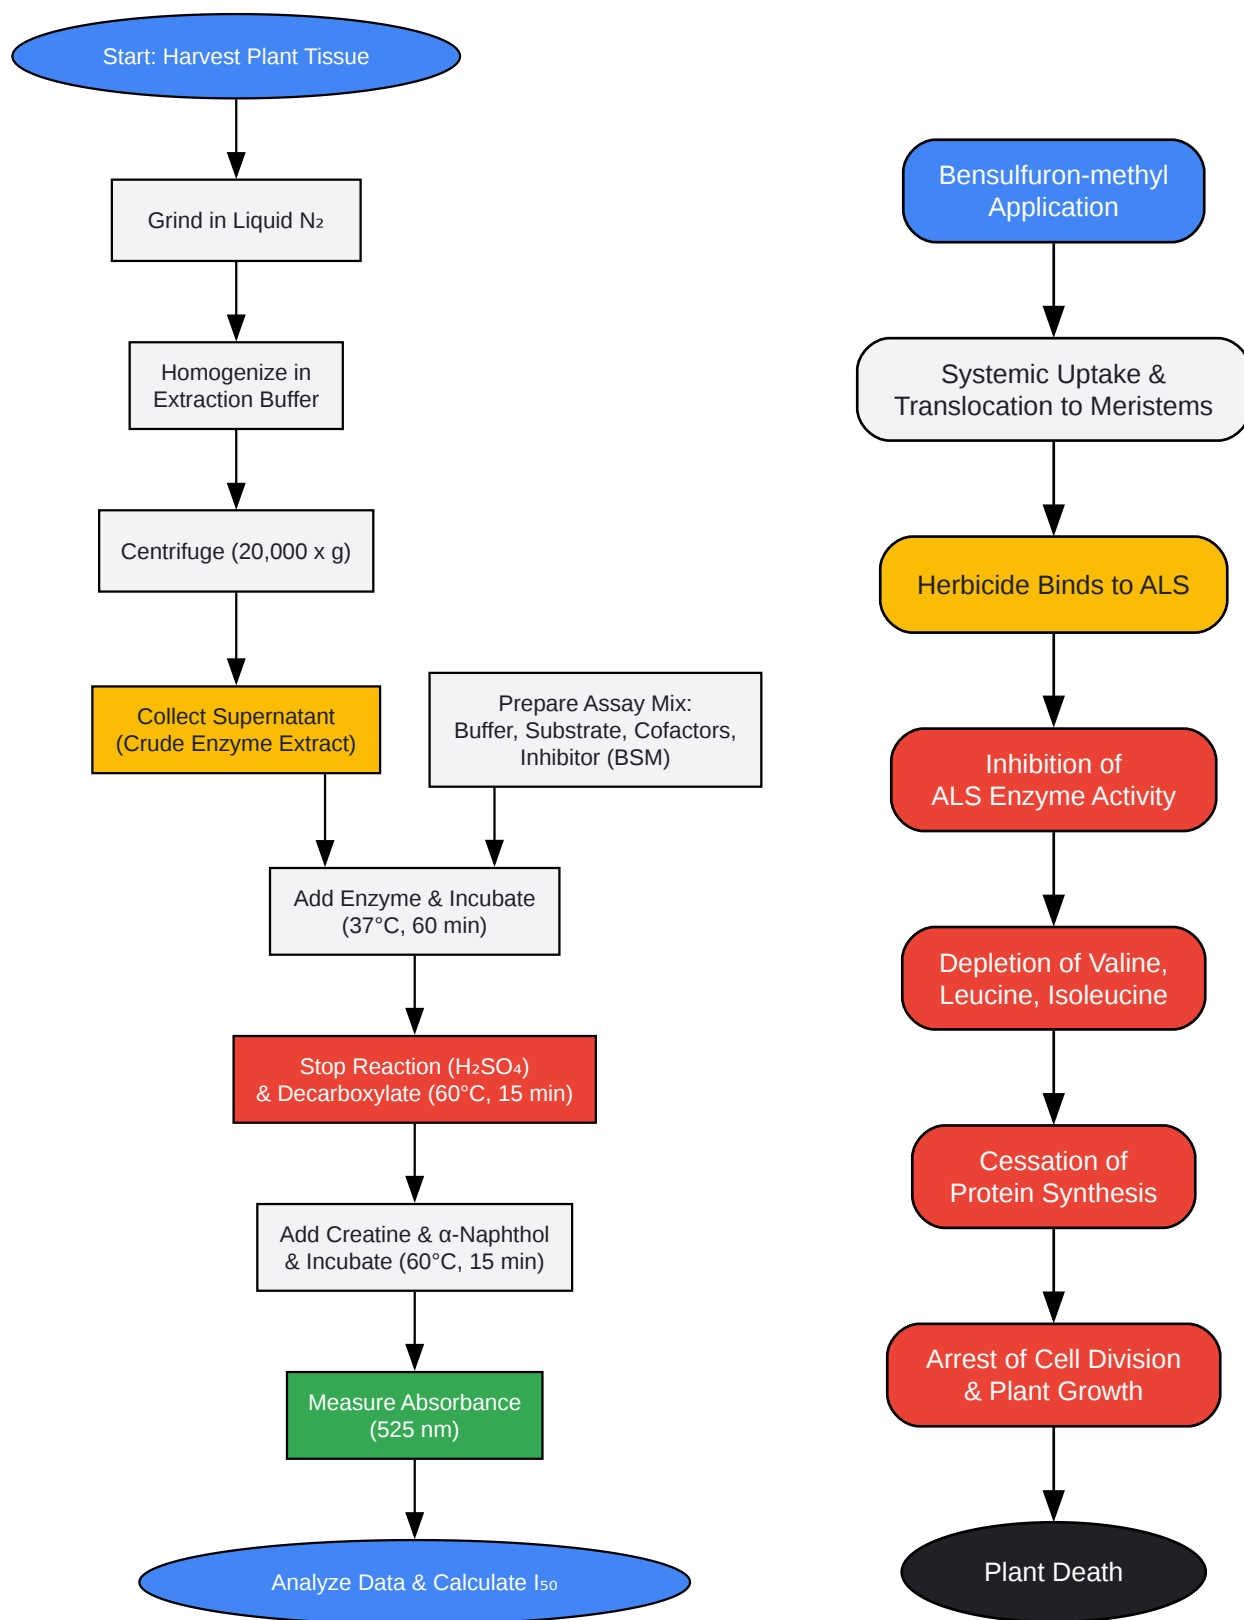 Start: Harvest Plant Tissue
Grind in Liquid N₂
Homogenize in
Extraction Buffer
Centrifuge (20,000 x g)
Collect Supernatant
(Crude Enzyme Extract)
Prepare Assay Mix:
Buffer, Substrate, Cofactors,
Inhibitor (BSM)
Add Enzyme & Incubate
(37°C, 60 min)
Stop Reaction (H₂SO₄)
& Decarboxylate (60°C, 15 min)
Add Creatine & α-Naphthol
& Incubate (60°C, 15 min)
Measure Absorbance
(525 nm)
Analyze Data & Calculate I₅₀
Bensulfuron-methyl
Application
Systemic Uptake &
Translocation to Meristems
Herbicide Binds to ALS
Inhibition of
ALS Enzyme Activity
Depletion of Valine,
Leucine, Isoleucine
Cessation of
Protein Synthesis
Arrest of Cell Division
& Plant Growth
Plant Death